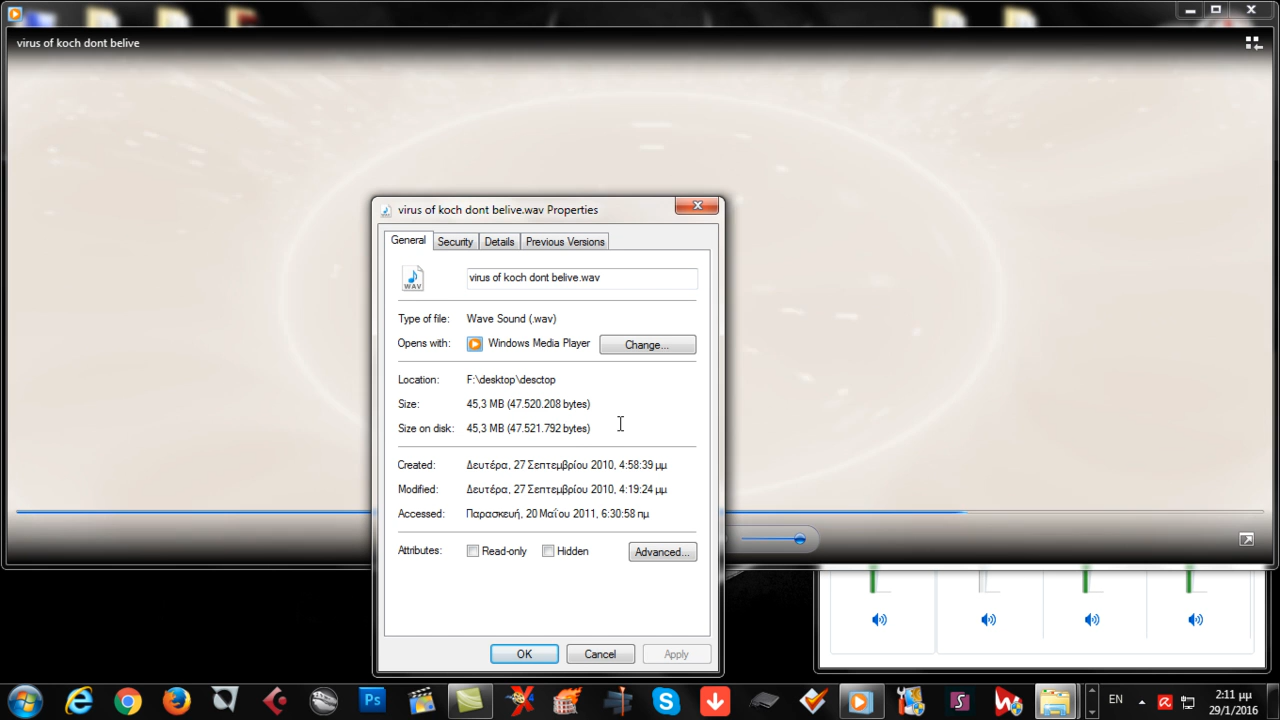 virus of koch dont belive
virus of koch dont belive.wav Properties
General Security Details Previous Versions
WAV
virus of koch dont belive.wav
Type of file: Wave Sound (.wav)
Opens with: Windows Media Player Change...
Location: F:\desktop\desctop
Size: 45,3 MB (47.520.208 bytes)
Size on disk: 45,3 MB (47.521.792 bytes)
Created: Δευτέρα, 27 Σεπτεμβρίου 2010, 4:58:39 μμ
Modified: Δευτέρα, 27 Σεπτεμβρίου 2010, 4:19:24 μμ
Accessed: Παρασκευή, 20 Μαΐου 2011, 6:30:58 πμ
Attributes: Read-only Hidden Advanced...
OK Cancel Apply
Ps
EN
2:11 μμ
29/1/2016